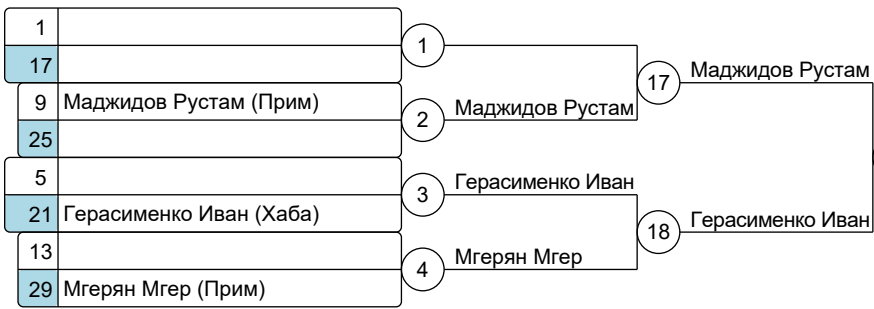 1
17
9 Маджидов Рустам (Прим)
25
5
21 Герасименко Иван (Хаба)
13
29 Мгерян Мгер (Прим)
1
2 Маджидов Рустам
3 Герасименко Иван
4 Мгерян Мгер
17 Маджидов Рустам
18 Герасименко Иван